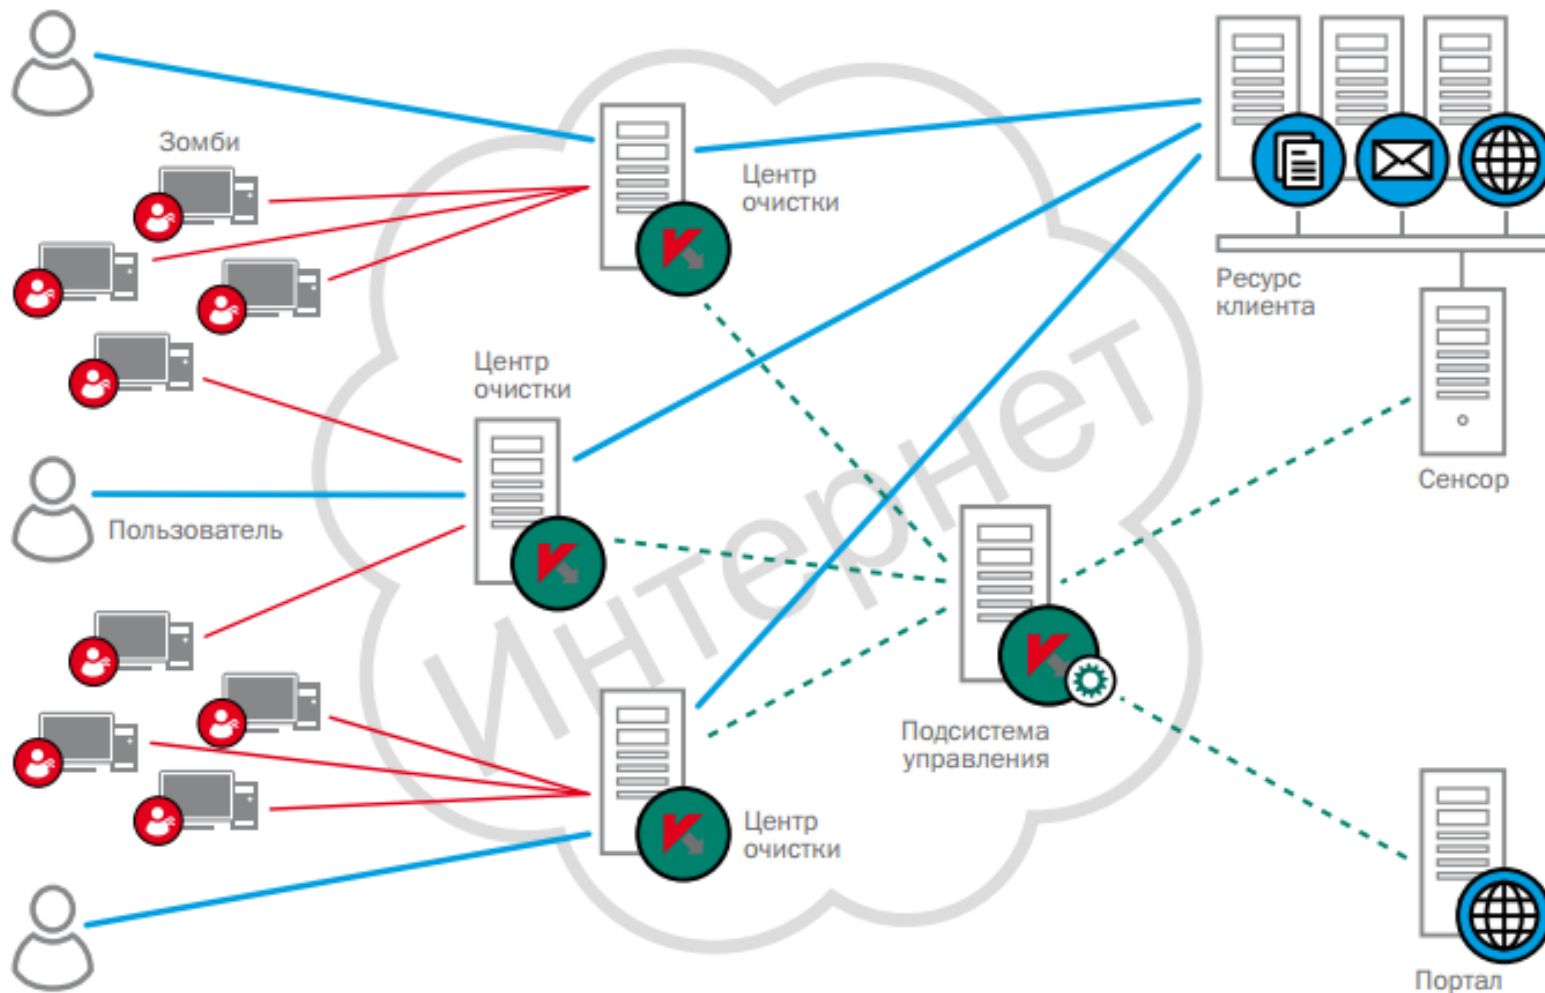 Зомби
Центр
очистки
Ресурс
клиента
Центр
очистки
Сенсор
Пользователь
Интернет
Подсистема
управления
Центр
очистки
Портал